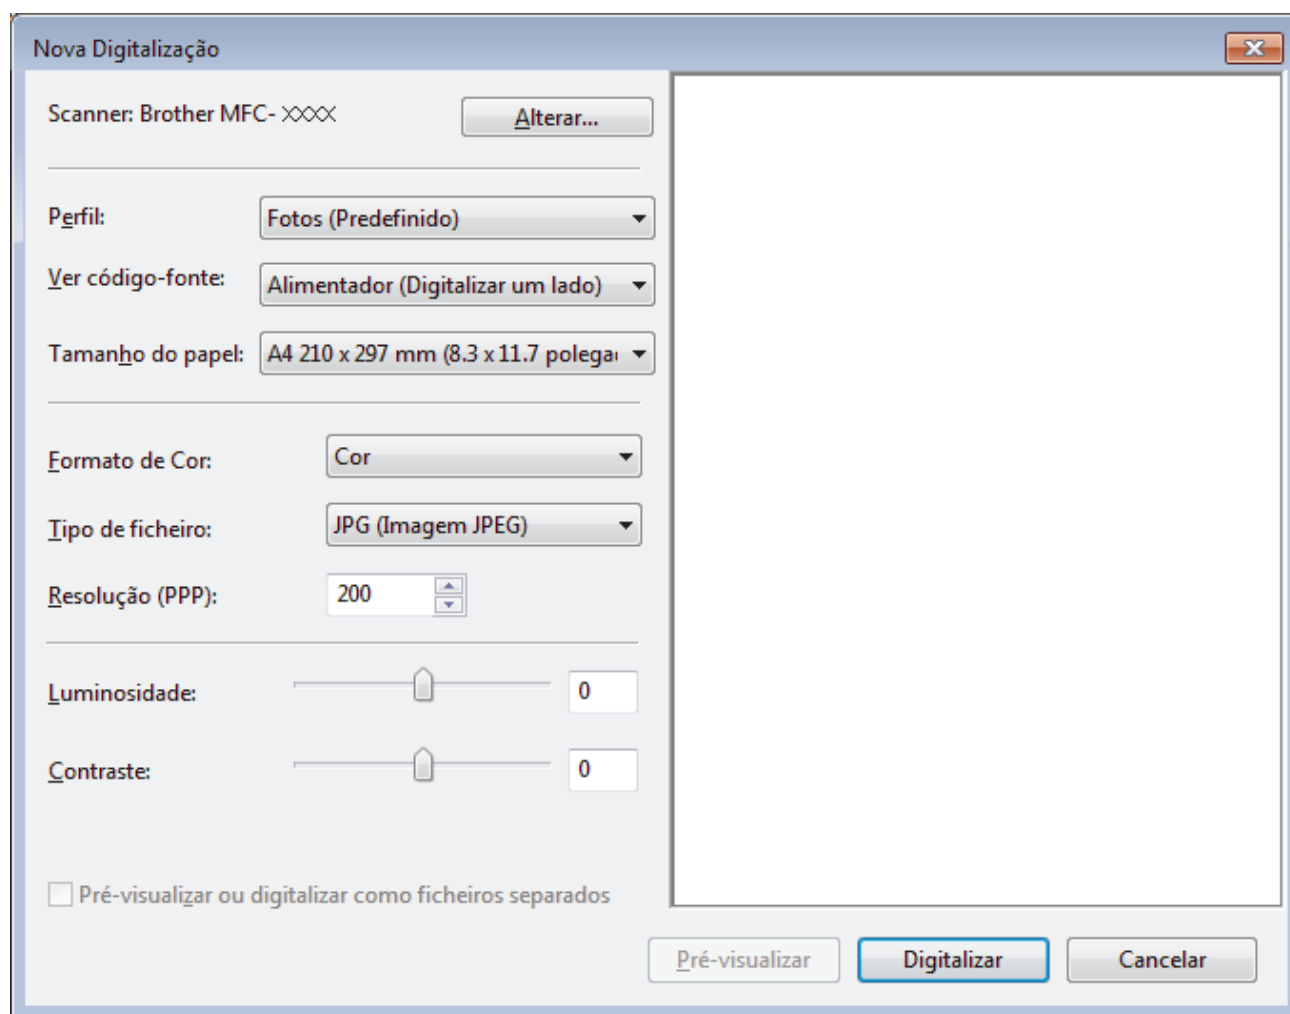 Nova Digitalização
Scanner: Brother MFC- XXXX
Alterar...
Perfil:
Fotos (Predefinido)
Ver código-fonte:
Alimentador (Digitalizar um lado)
Tamanho do papel:
A4 210 x 297 mm (8.3 x 11.7 polega
Formato de Cor:
Cor
Tipo de ficheiro:
JPG (Imagem JPEG)
Resolução (PPP):
200
Luminosidade:
0
Contraste:
0
Pré-visualizar ou digitalizar como ficheiros separados
Pré-visualizar
Digitalizar
Cancelar